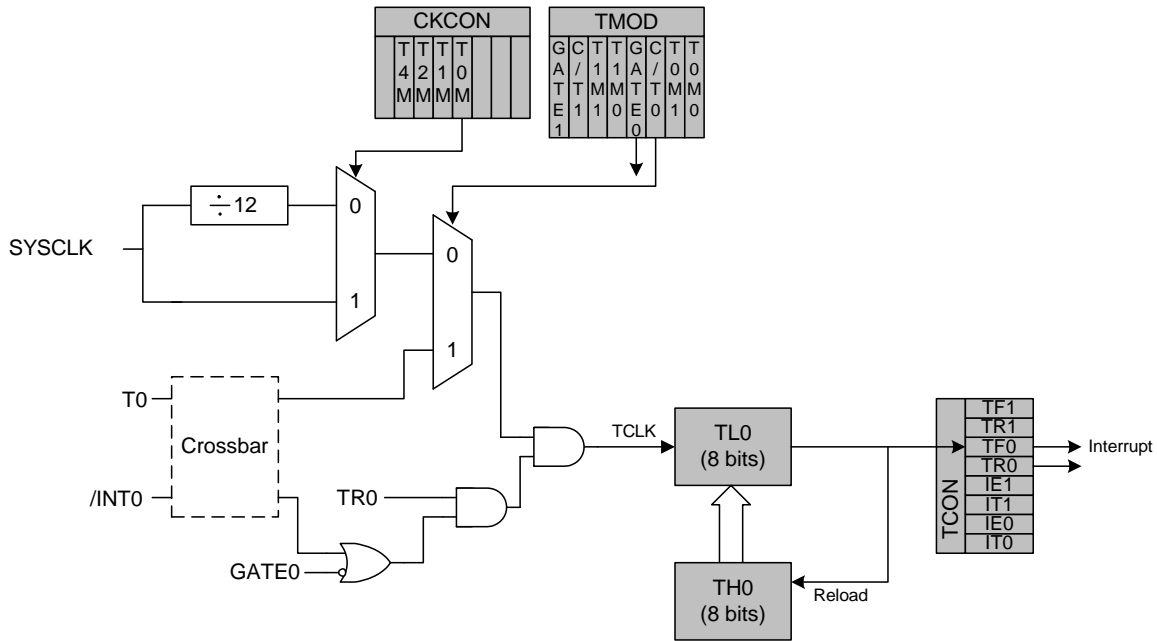 CKCON
T4M
T2M
T1M
T0M
TMOD
GATE1
C/T1
T1M1
T1M0
GATE0
C/T0
T0M1
T0M0
÷ 12
0
SYSCLK
0
1
1
T0
Crossbar
/INT0
TR0
GATE0
TCLK
TL0
(8 bits)
TH0
(8 bits)
Reload
TCON
TF1
TR1
TF0
TR0
IE1
IT1
IE0
IT0
Interrupt